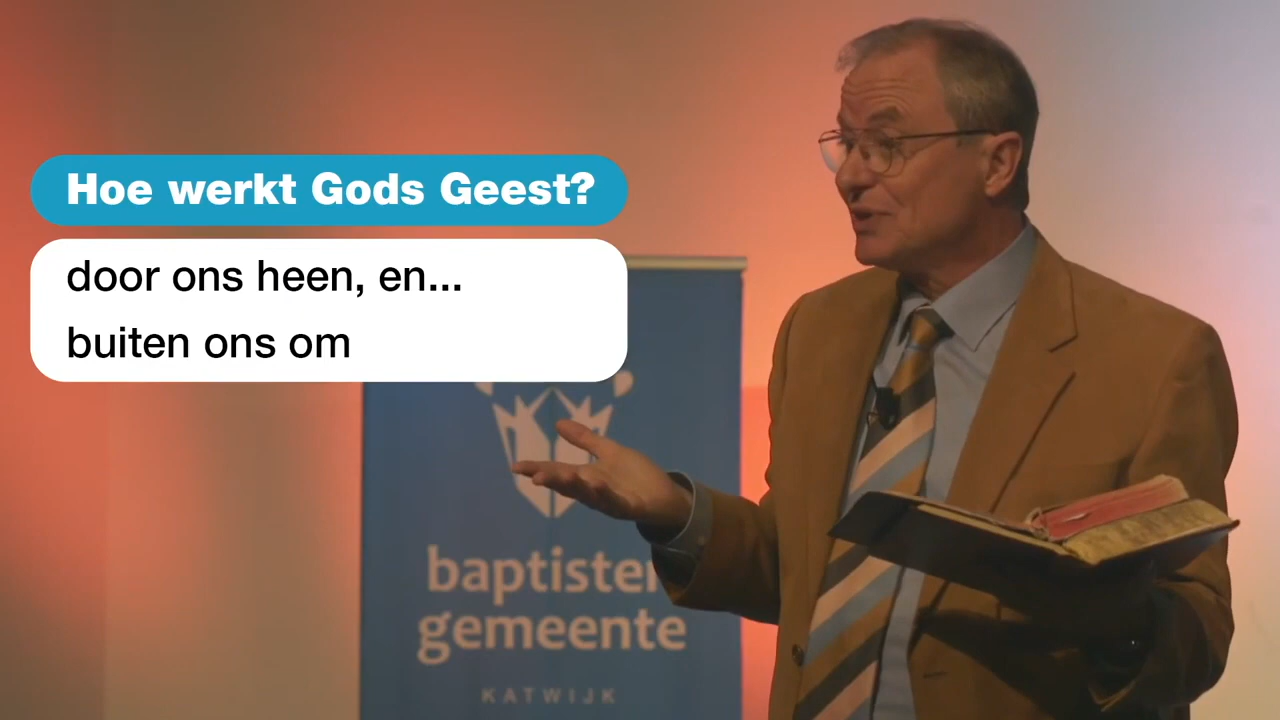 Hoe werkt Gods Geest?
door ons heen, en...
buiten ons om
baptisten
gemeente
KATWIJK